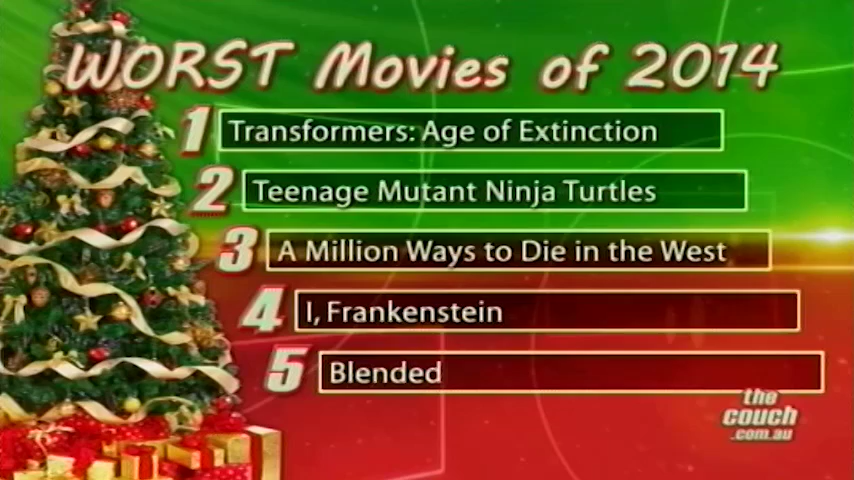 WORST Movies of 2014
1 Transformers: Age of Extinction
2 Teenage Mutant Ninja Turtles
3 A Million Ways to Die in the West
4 I, Frankenstein
5 Blended
the
couch
.com.au